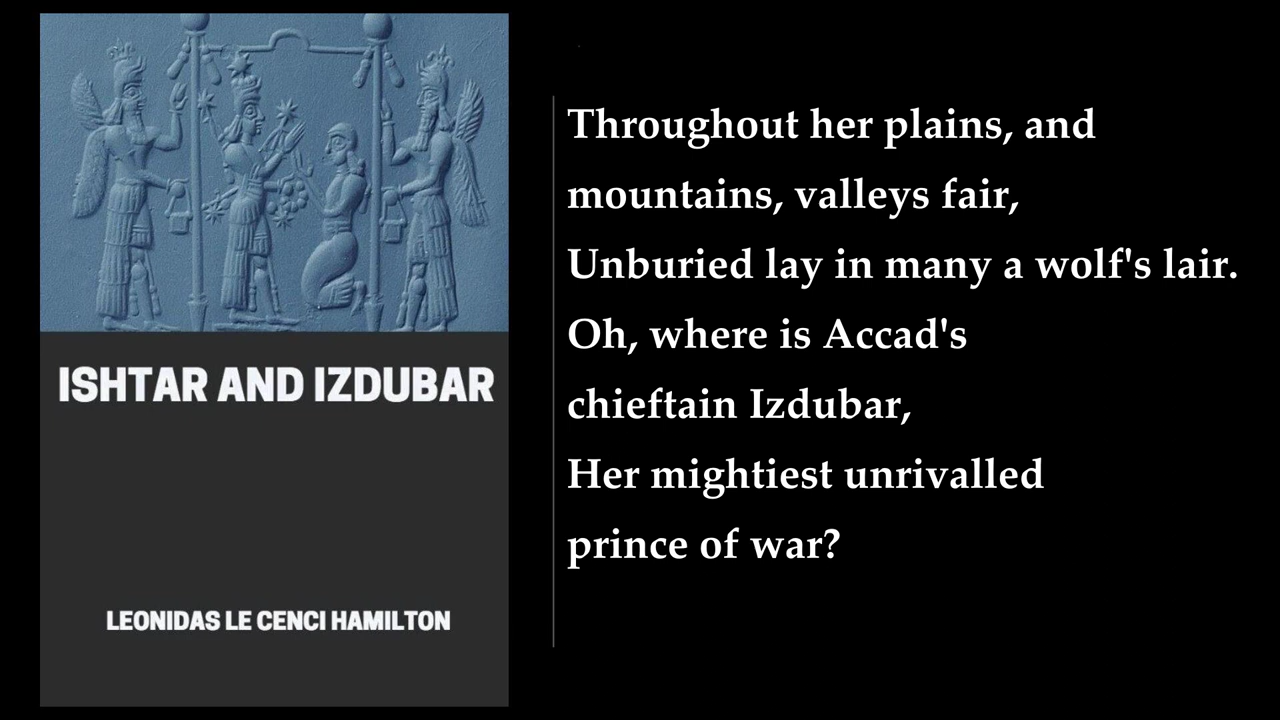 ISHTAR AND IZDUBAR
LEONIDAS LE CENCI HAMILTON
Throughout her plains, and
mountains, valleys fair,
Unburied lay in many a wolf's lair.
Oh, where is Accad's
chieftain Izdubar,
Her mightiest unrivalled
prince of war?